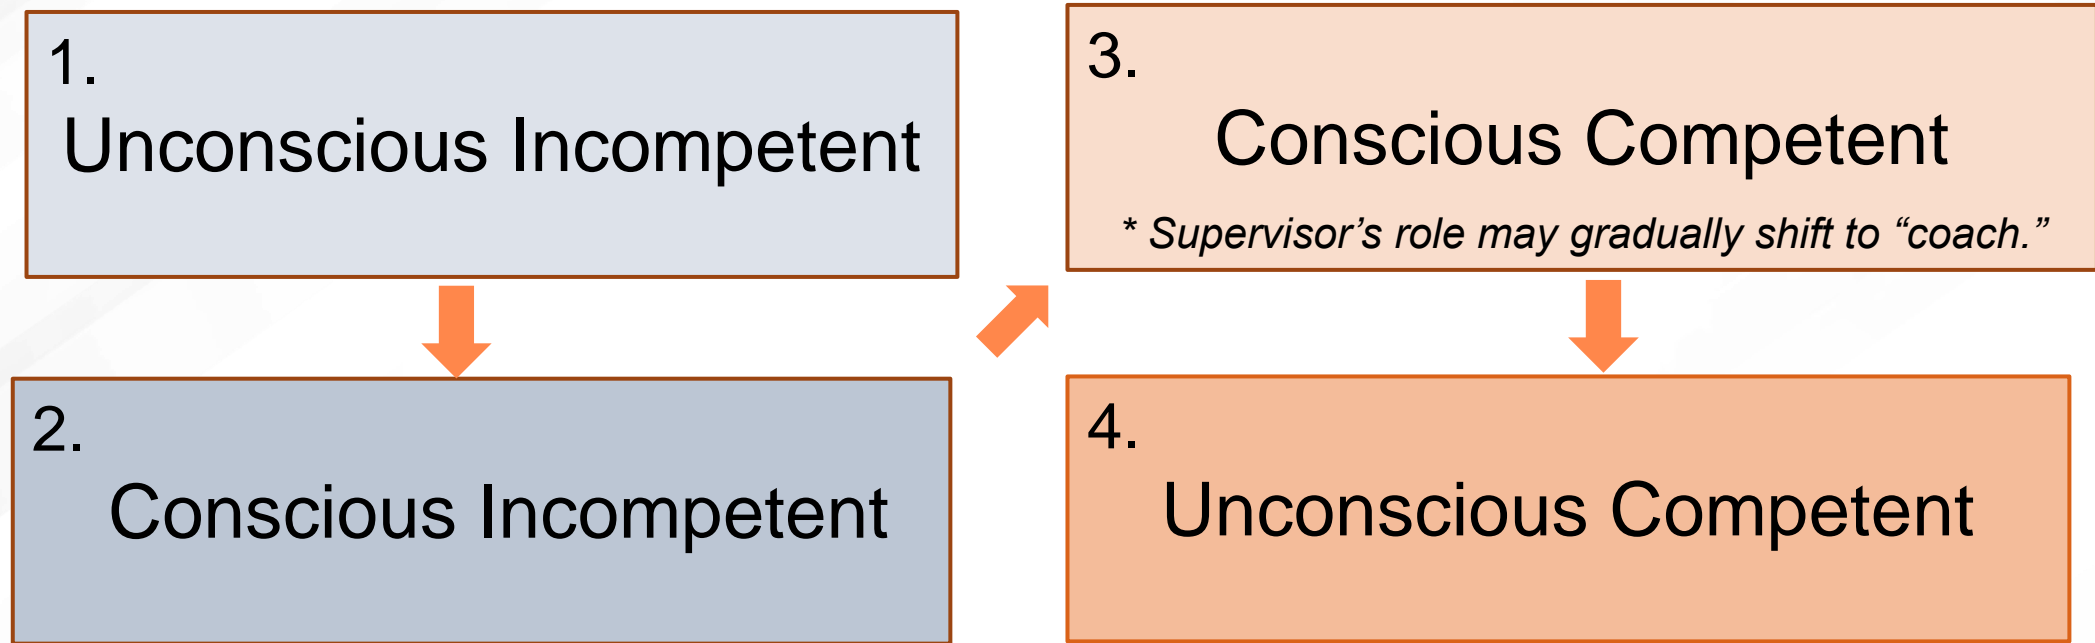 1.
Unconscious Incompetent
2.
Conscious Incompetent
3.
Conscious Competent
* Supervisor’s role may gradually shift to “coach.”
4.
Unconscious Competent